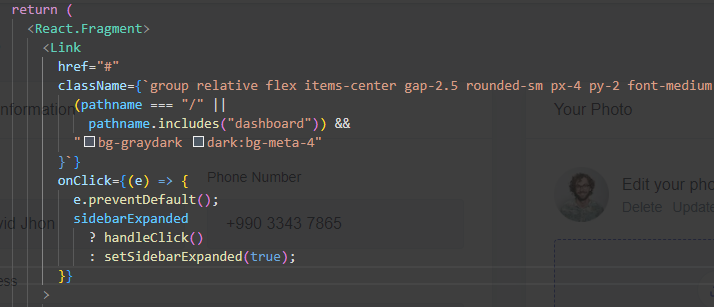 return (
<React.Fragment>
<Link
href="#"
className={`group relative flex items-center gap-2.5 rounded-sm px-4 py-2 font-medium
(pathname === "/" ||
pathname.includes("dashboard")) &&
"bg-graydark dark:bg-meta-4"
}`}
onClick={(e) => {
e.preventDefault();
sidebarExpanded
? handleClick()
: setSidebarExpanded(true);
}}
>
Information
Phone Number
Jhon
+990 3343 7865
Your Photo
Edit your pho
Delete Update